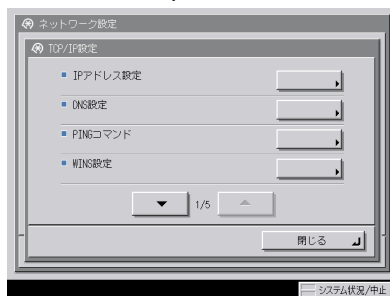 ネットワーク設定
TCP/IP設定
IPアドレス設定
DNS設定
PINGコマンド
WINS設定
1/5
閉じる
システム状況/中止